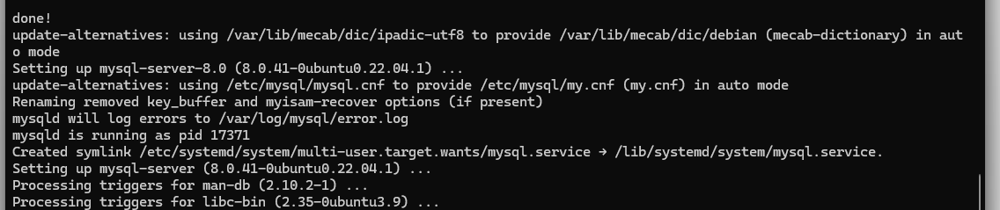 done!
update-alternatives: using /var/lib/mecab/dic/ipadic-utf8 to provide /var/lib/mecab/dic/debian (mecab-dictionary) in aut
o mode
Setting up mysql-server-8.0 (8.0.41-0ubuntu0.22.04.1) ...
update-alternatives: using /etc/mysql/mysql.cnf to provide /etc/mysql/my.cnf (my.cnf) in auto mode
Renaming removed key_buffer and myisam-recover options (if present)
mysqld will log errors to /var/log/mysql/error.log
mysqld is running as pid 17371
Created symlink /etc/systemd/system/multi-user.target.wants/mysql.service → /lib/systemd/system/mysql.service.
Setting up mysql-server (8.0.41-0ubuntu0.22.04.1) ...
Processing triggers for man-db (2.10.2-1) ...
Processing triggers for libc-bin (2.35-0ubuntu3.9) ...